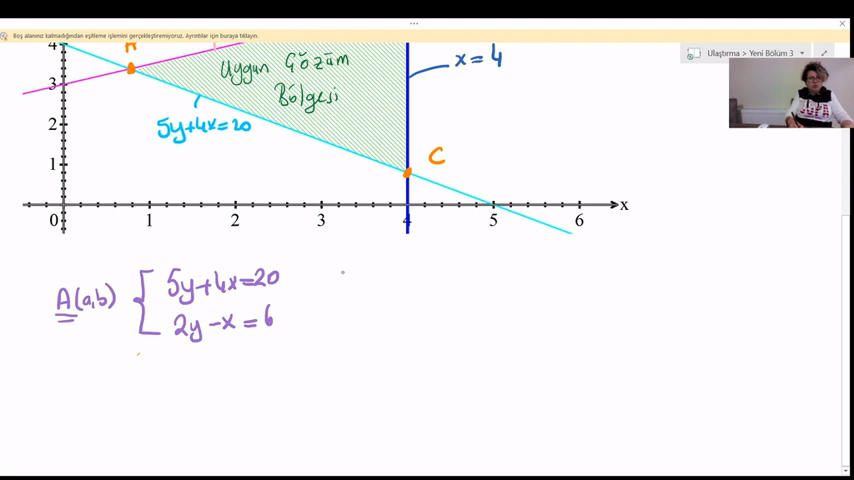 Boş alanınız kalmadığından eşitleme işlemini gerçekleştiremiyoruz. Ayrıntılar için buraya tıklayın.
Ulaştırma > Yeni Bölüm 3
4
A
Uygun Çözüm
Bölgesi
x = 4
3
2
5y+4x=20
1
C
0 1 2 3 4 5 6 x
A(a,b)
5y+4x=20
2y-x=6